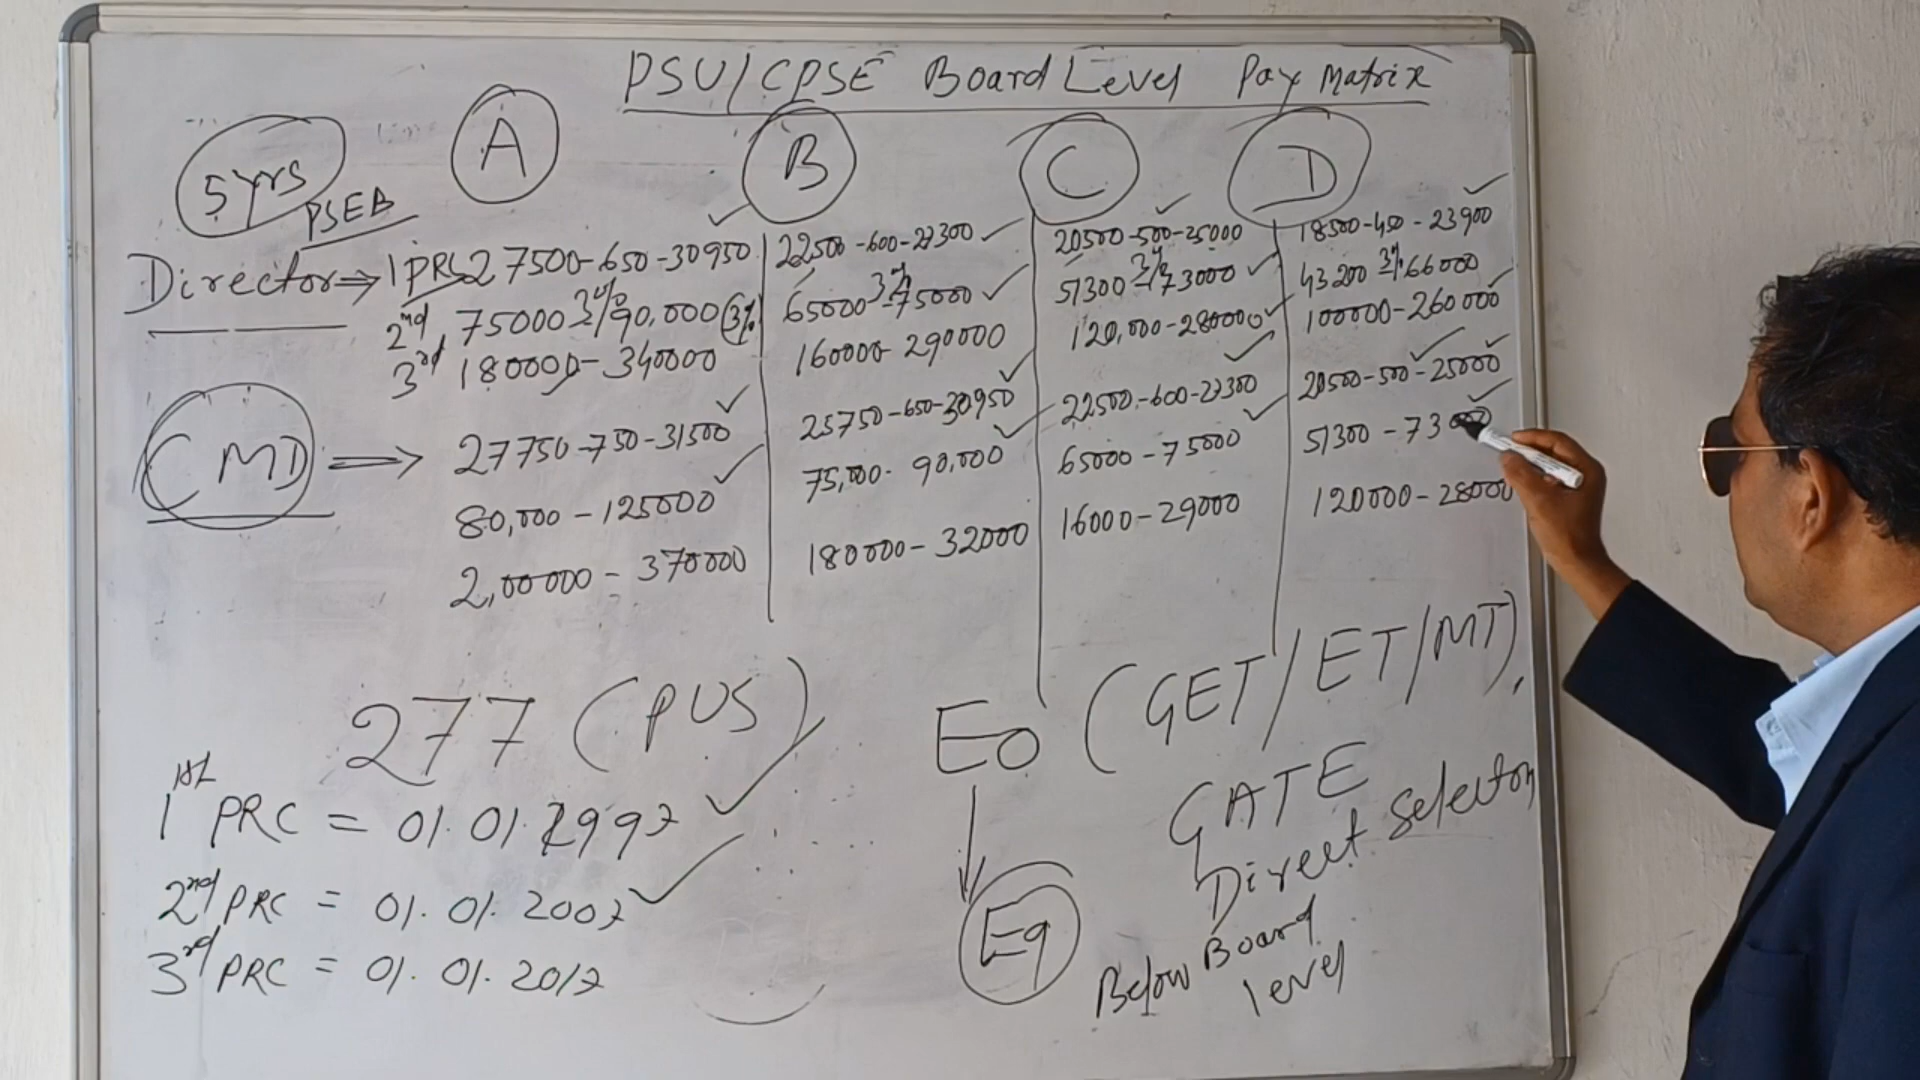 PSU/CPSE Board Level Pay Matrix
5yrs A B C D
PSEB
Director ⇒ 1 PRC 27500-650-30950 22500-600-27300 20500-500-25000 18500-450-23900
2nd 75000 3% 90,000 (3%) 65000 3% 75000 51300 3% 73000 43200 3% 66000
3rd 180000-340000 160000-290000 120,000-280000 100000-260000
CMD ⇒ 27750-750-31500 25750-650-30950 22500-600-27300 20500-500-25000
80,000-125000 75,000-90,000 65000-75000 51300-73000
2,00000-370000 180000-32000 16000-29000 120000-28000
277 (PUS) E0 (GET/ET/MT),
GATE
Direct Selection
1st PRC = 01.01.1997
2nd PRC = 01.01.2007
3rd PRC = 01.01.2017
E9
Below Board
level